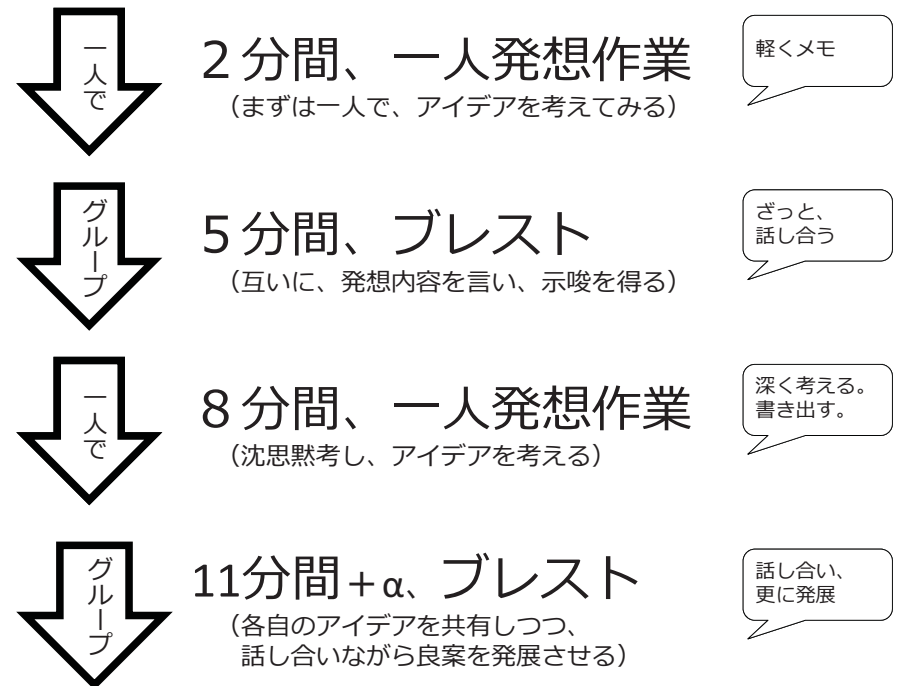 一人で
２分間、一人発想作業
（まずは一人で、アイデアを考えてみる）
軽くメモ
グループ
５分間、ブレスト
（互いに、発想内容を言い、示唆を得る）
ざっと、
話し合う
一人で
８分間、一人発想作業
（沈思黙考し、アイデアを考える）
深く考える。
書き出す。
グループ
11分間＋α、ブレスト
（各自のアイデアを共有しつつ、
話し合いながら良案を発展させる）
話し合い、
更に発展